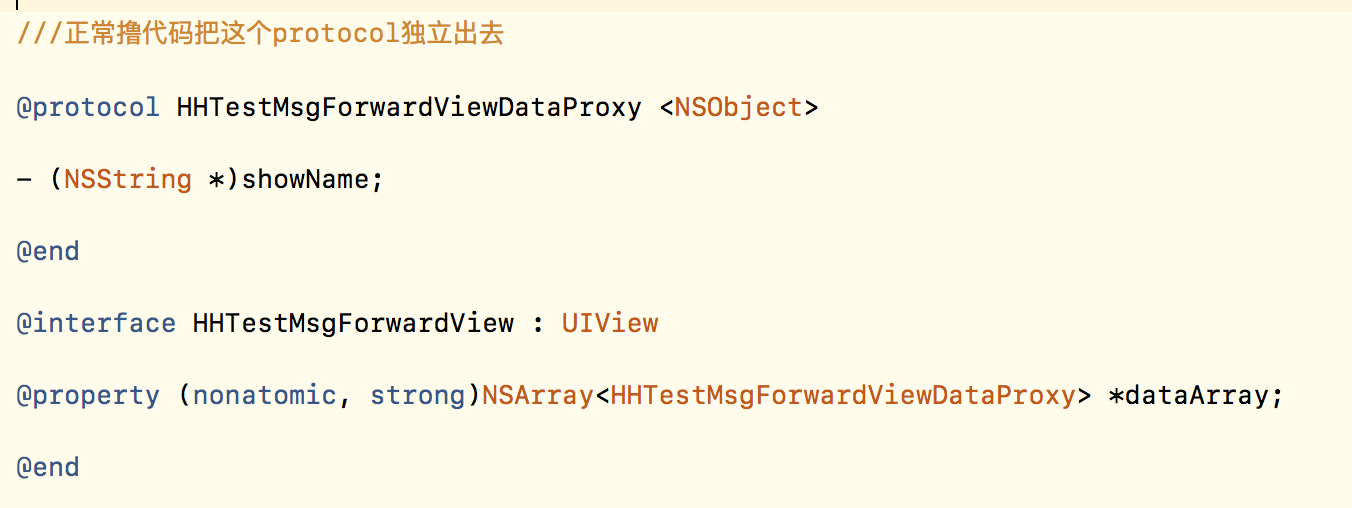 ///正常撸代码把这个protocol独立出去
@protocol HHTestMsgForwardViewDataProxy <NSObject>
- (NSString *)showName;
@end
@interface HHTestMsgForwardView : UIView
@property (nonatomic, strong)NSArray<HHTestMsgForwardViewDataProxy> *dataArray;
@end